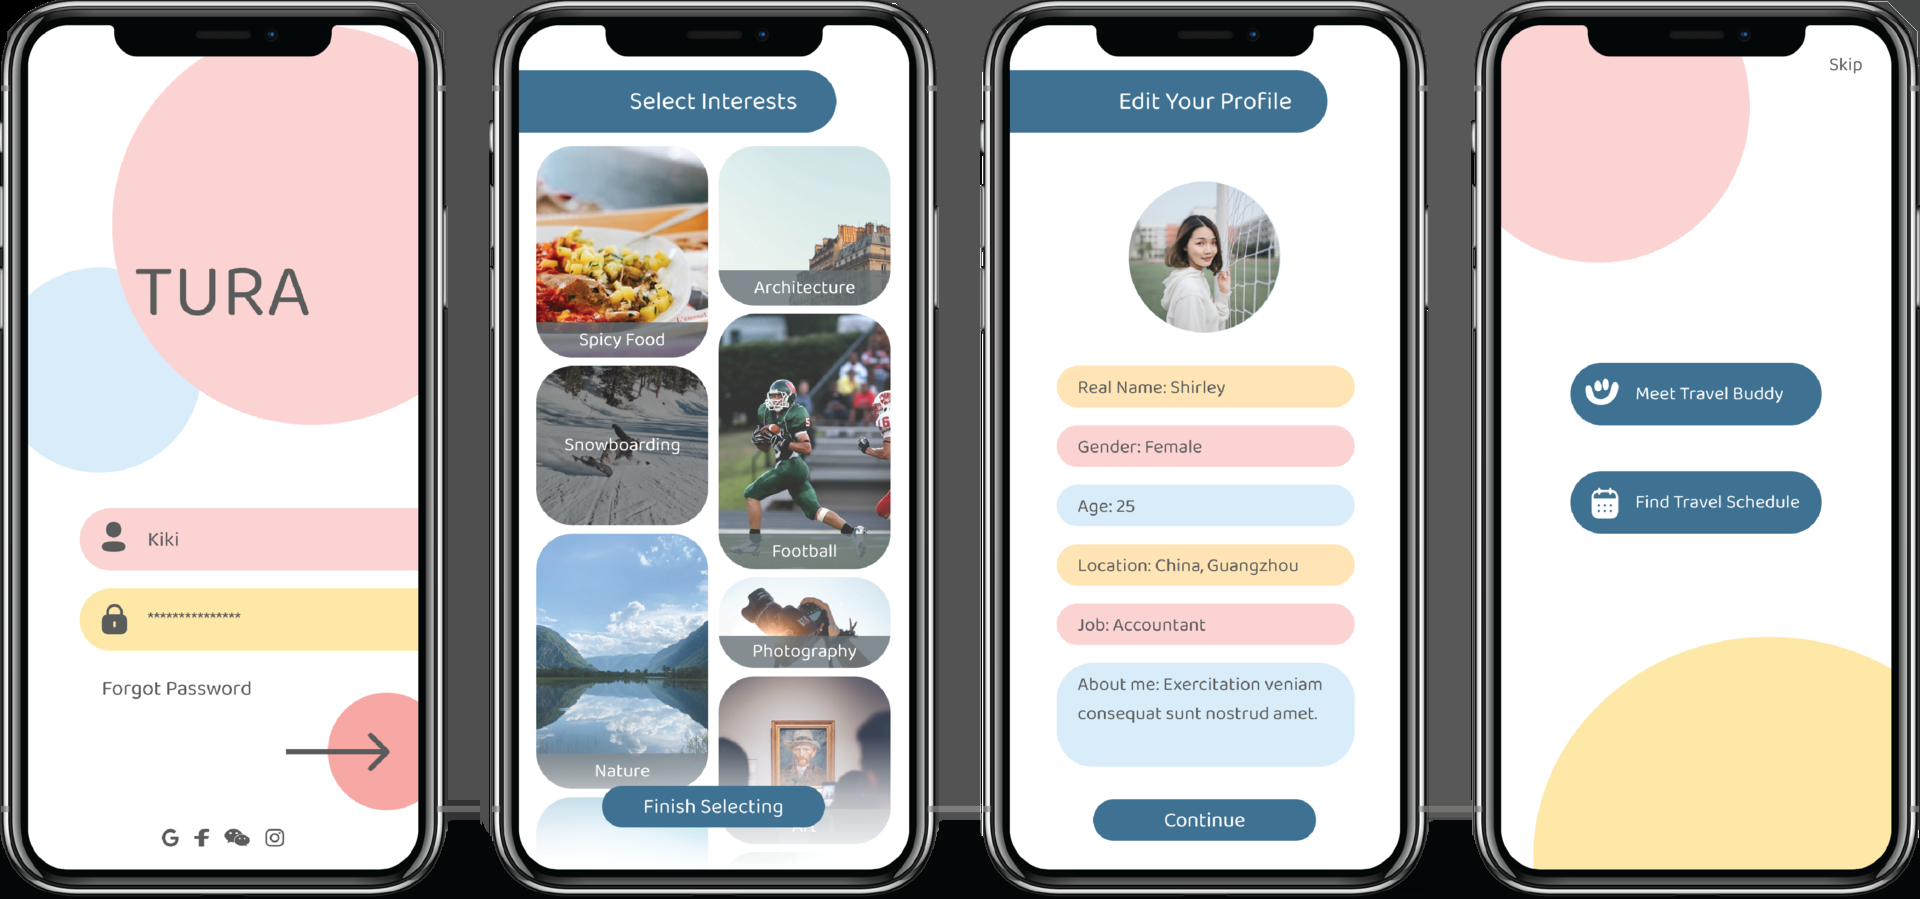 TURA
Kiki
***************
Forgot Password
Select Interests
Spicy Food
Architecture
Snowboarding
Football
Nature
Photography
Art
Finish Selecting
Edit Your Profile
Real Name: Shirley
Gender: Female
Age: 25
Location: China, Guangzhou
Job: Accountant
About me: Exercitation veniam
consequat sunt nostrud amet.
Continue
Skip
Meet Travel Buddy
Find Travel Schedule